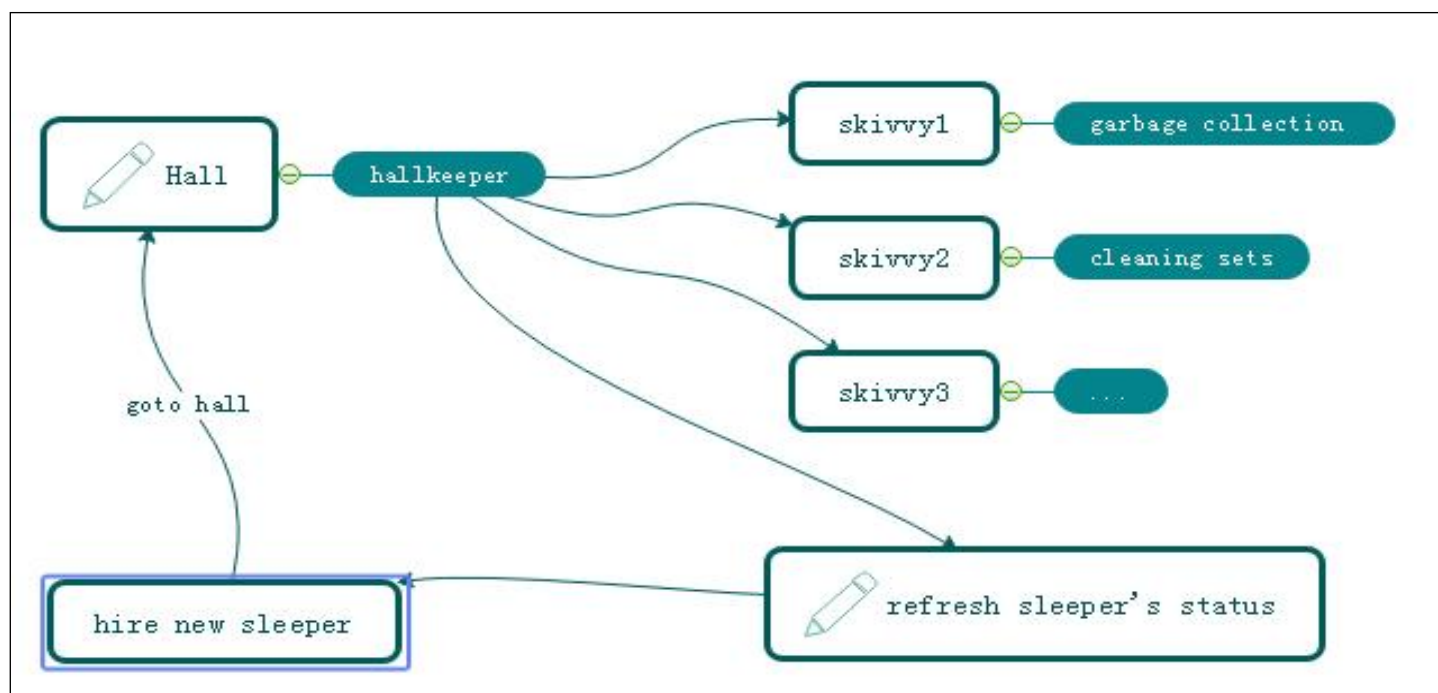 skivvy1
garbage collection
Hall
hallkeeper
skivvy2
cleaning sets
skivvy3
...
goto hall
refresh sleeper's status
hire new sleeper